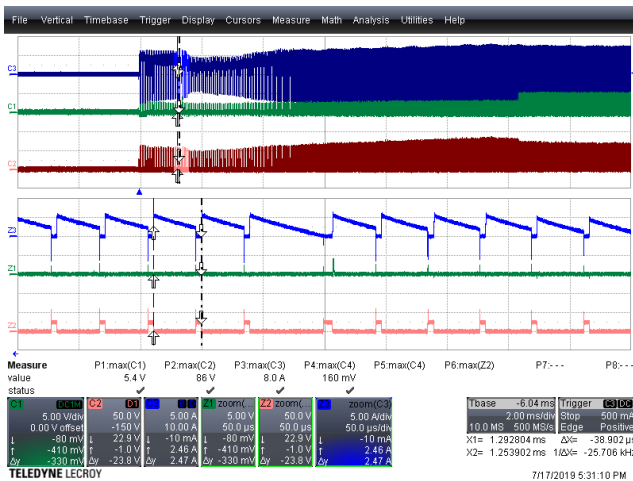 File Vertical Timebase Trigger Display Cursors Measure Math Analysis Utilities Help
C3
C1
C2
Z3
Z1
Z2
Measure P1:max(C1) P2:max(C2) P3:max(C3) P4:max(C4) P5:max(C4) P6:max(Z2) P7:- - - P8:- - -
value 5.4 V 86 V 8.0 A 160 mV
status
C1 DC1M
5.00 V/div
0.00 V offset
-80 mV
-410 mV
Δy -330 mV
C2 D1
50.0 V
-150 V
22.9 V
-1.0 V
Δy -23.8 V
5.00 A
10.00 A
-10 mA
2.46 A
Δy 2.47 A
Z1 zoom(...
5.00 V
50.0 µs
-80 mV
-410 mV
Δy -330 mV
Z2 zoom(...
50.0 V
50.0 µs
22.9 V
-1.0 V
Δy -23.8 V
zoom(C3)
5.00 A/div
50.0 µs/div
-10 mA
2.46 A
2.47 A
Tbase -6.04 ms
2.00 ms/div
10.0 MS 500 MS/s
Trigger C3 DC
Stop 500 mA
Edge Positive
X1= 1.292804 ms ΔX= -38.902 µs
X2= 1.253902 ms 1/ΔX= -25.706 kHz
TELEDYNE LECROY
7/17/2019 5:31:10 PM